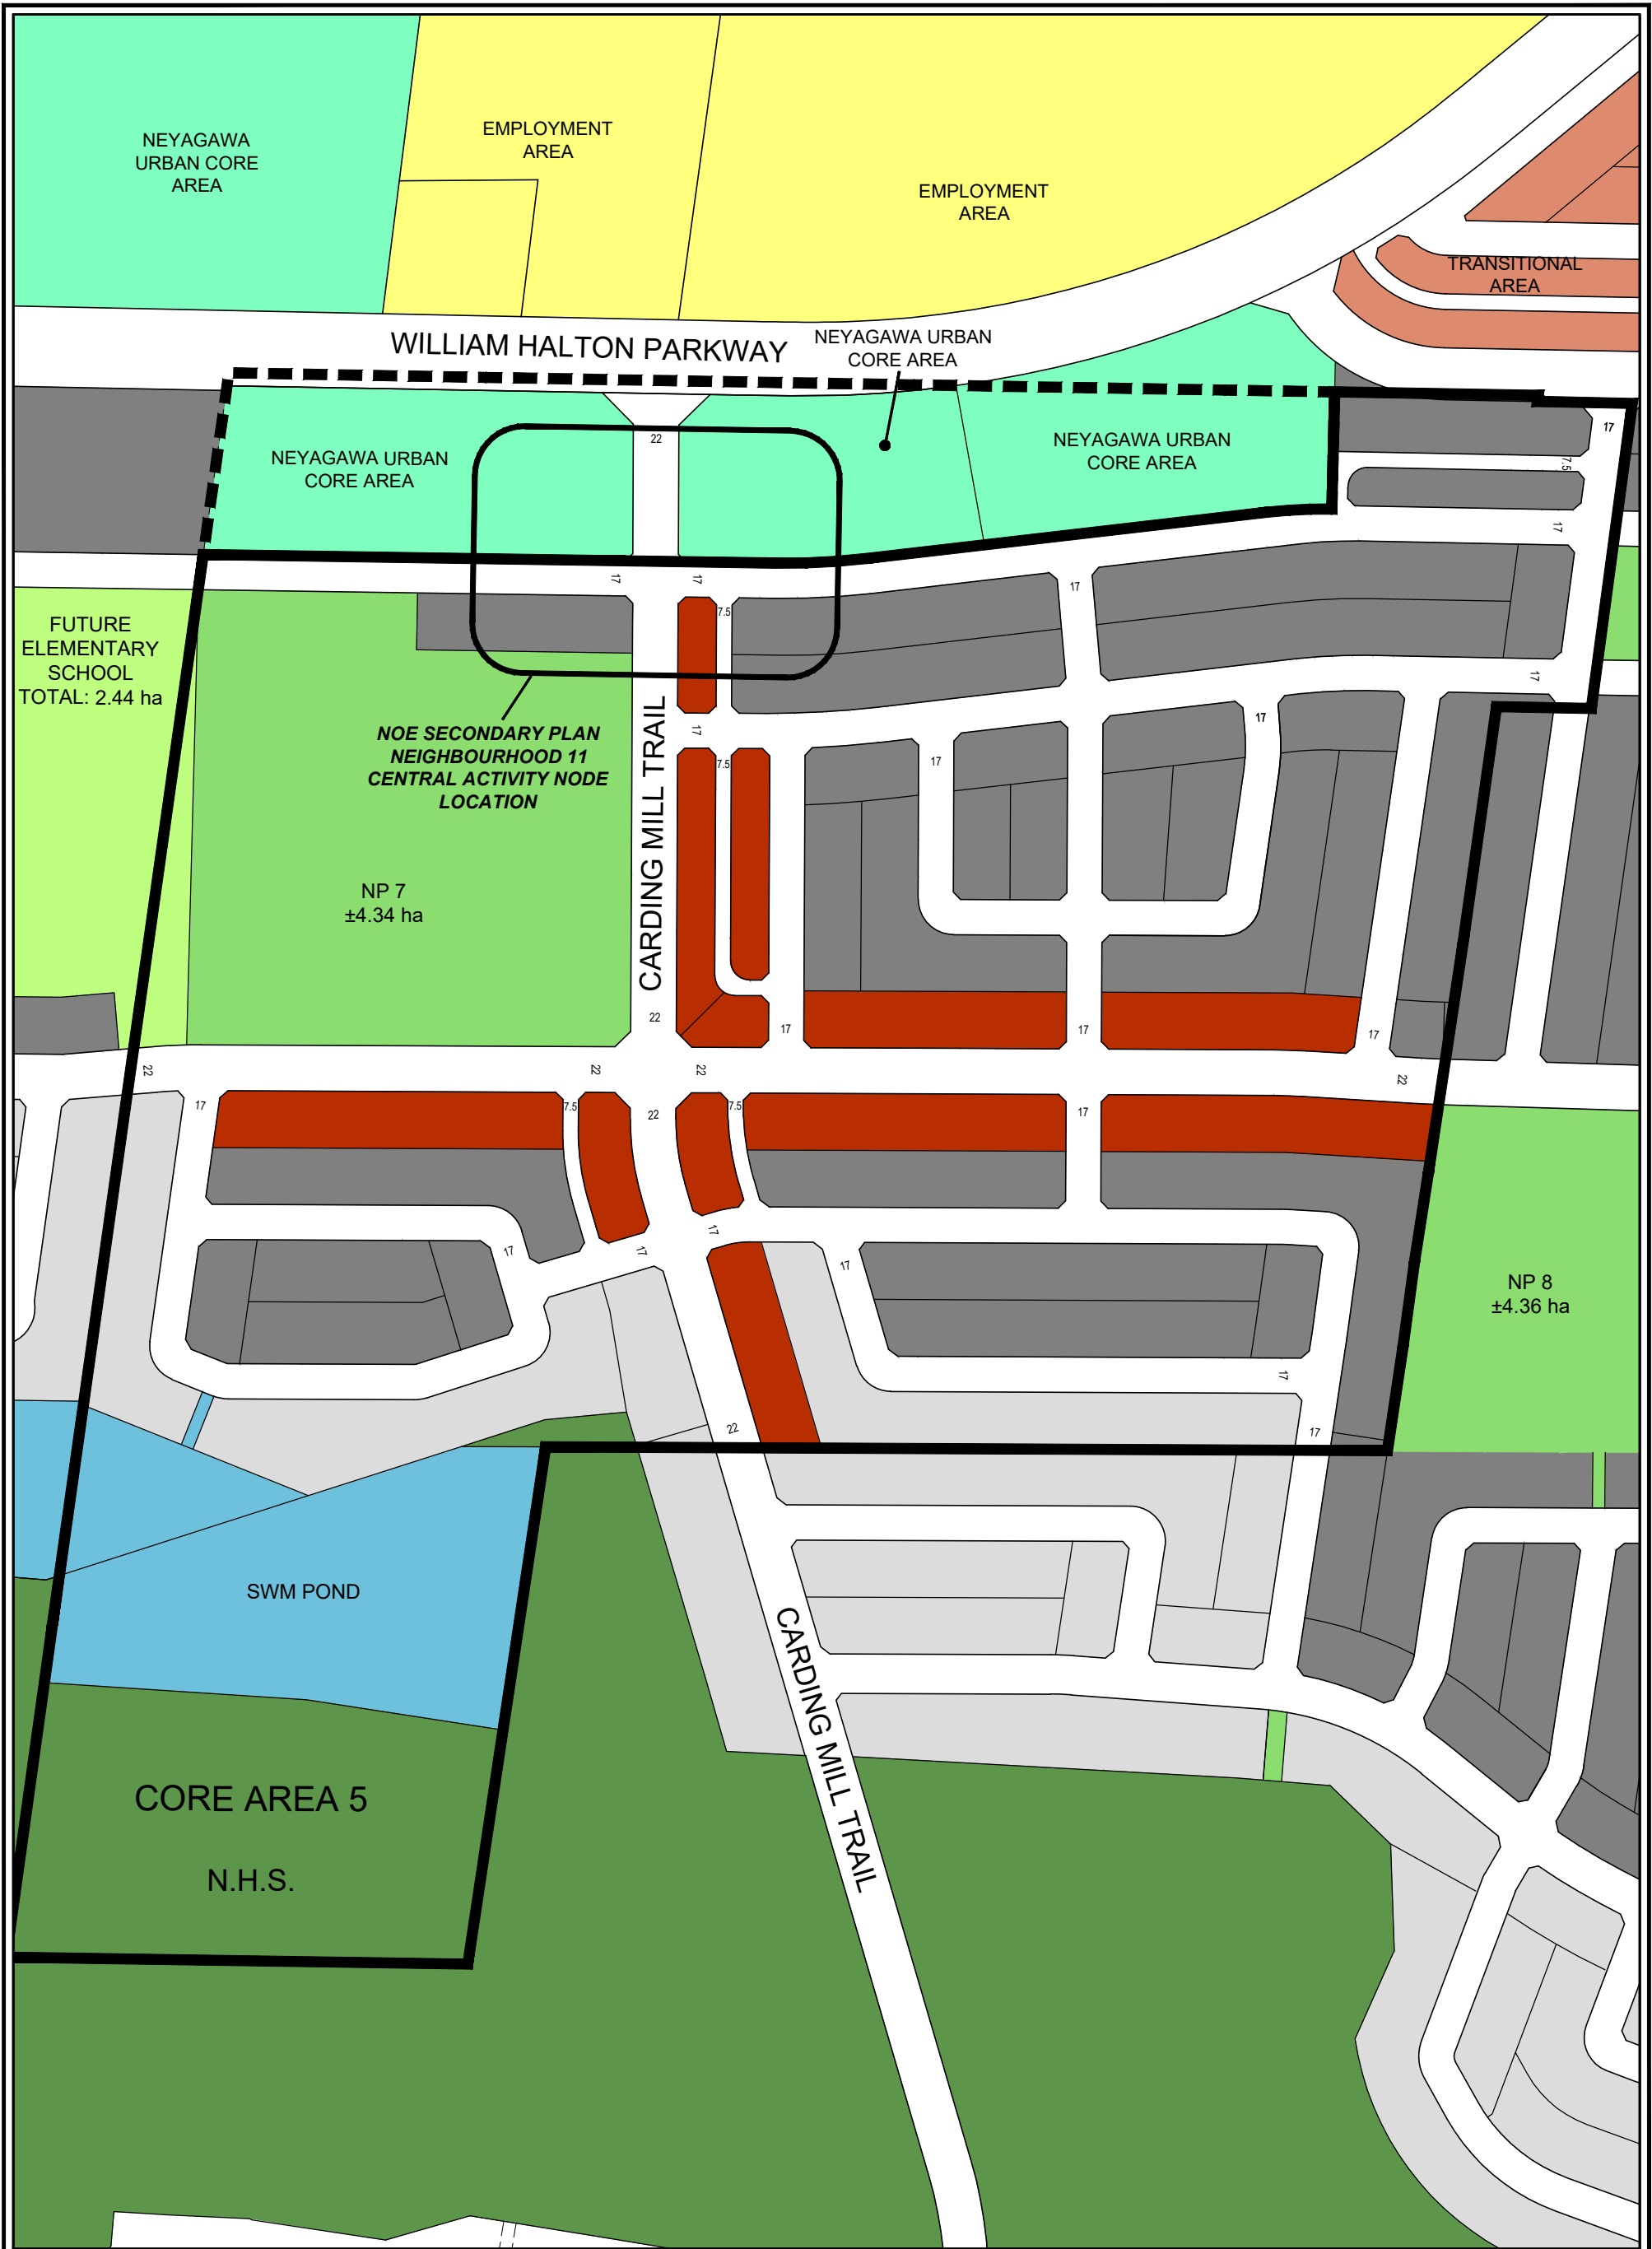 NEYAGAWA
URBAN CORE
AREA
EMPLOYMENT
AREA
EMPLOYMENT
AREA
TRANSITIONAL
AREA
WILLIAM HALTON PARKWAY
NEYAGAWA URBAN
CORE AREA
NEYAGAWA URBAN
CORE AREA
22
NEYAGAWA URBAN
CORE AREA
17
7.5
17
17
17
7.5
17
FUTURE
ELEMENTARY
SCHOOL
TOTAL: 2.44 ha
17
17
17
NOE SECONDARY PLAN
NEIGHBOURHOOD 11
CENTRAL ACTIVITY NODE
LOCATION
7.5
17
CARDING MILL TRAIL
NP 7
±4.34 ha
22
17
17
17
22
22
22
22
17
7.5
22
7.5
17
17
17
17
17
NP 8
±4.36 ha
17
22
17
SWM POND
CARDING MILL TRAIL
CORE AREA 5
N.H.S.